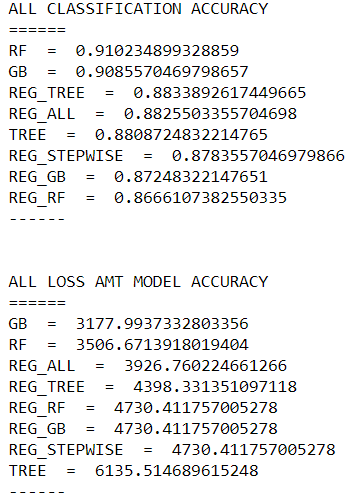 ALL CLASSIFICATION ACCURACY
======
RF  =  0.910234899328859
GB  =  0.9085570469798657
REG_TREE  =  0.8833892617449665
REG_ALL  =  0.8825503355704698
TREE  =  0.8808724832214765
REG_STEPWISE  =  0.8783557046979866
REG_GB  =  0.87248322147651
REG_RF  =  0.8666107382550335
------
ALL LOSS AMT MODEL ACCURACY
======
GB  =  3177.9937332803356
RF  =  3506.6713918019404
REG_ALL  =  3926.760224661266
REG_TREE  =  4398.331351097118
REG_RF  =  4730.411757005278
REG_GB  =  4730.411757005278
REG_STEPWISE  =  4730.411757005278
TREE  =  6135.514689615248
------